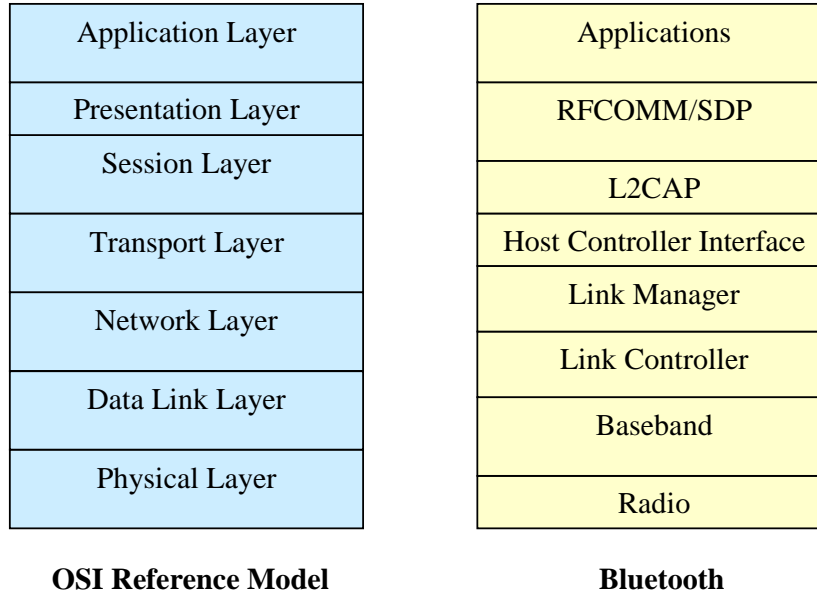 Application Layer
Presentation Layer
Session Layer
Transport Layer
Network Layer
Data Link Layer
Physical Layer
OSI Reference Model
Applications
RFCOMM/SDP
L2CAP
Host Controller Interface
Link Manager
Link Controller
Baseband
Radio
Bluetooth